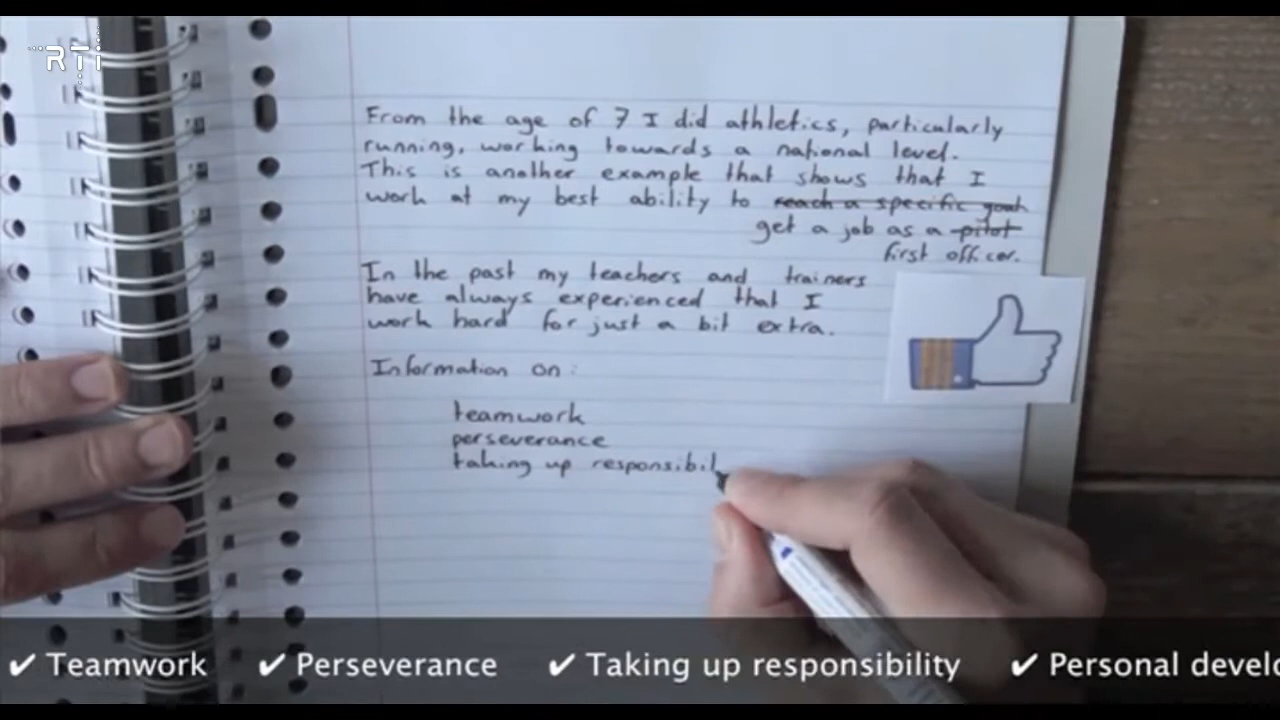 RTi
From the age of 7 I did athletics, particularly
running, working towards a national level.
This is another example that shows that I
work at my best ability to reach a specific goal
get a job as a pilot
first officer.
In the past my teachers and trainers
have always experienced that I
work hard for just a bit extra.
Information on:
teamwork
perseverance
taking up responsibil
✔ Teamwork ✔ Perseverance ✔ Taking up responsibility ✔ Personal develo